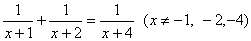 1/(x+1) + 1/(x+2) = 1/(x+4) (x ≠ −1, −2,−4)